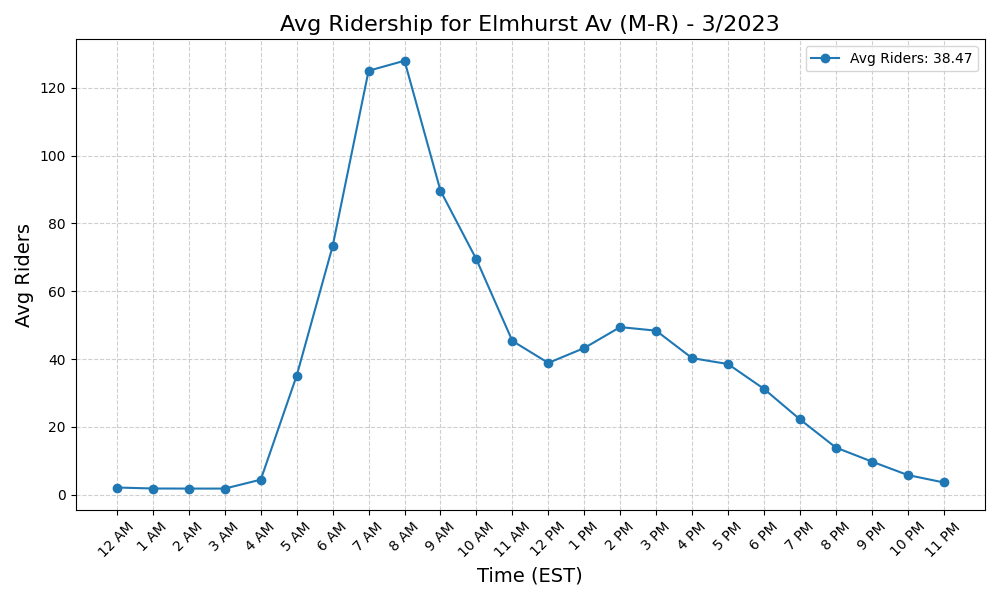 Avg Ridership for Elmhurst Av (M-R) - 3/2023
Avg Riders: 38.47
Avg Riders
120
100
80
60
40
20
0
12 AM
1 AM
2 AM
3 AM
4 AM
5 AM
6 AM
7 AM
8 AM
9 AM
10 AM
11 AM
12 PM
1 PM
2 PM
3 PM
4 PM
5 PM
6 PM
7 PM
8 PM
9 PM
10 PM
11 PM
Time (EST)